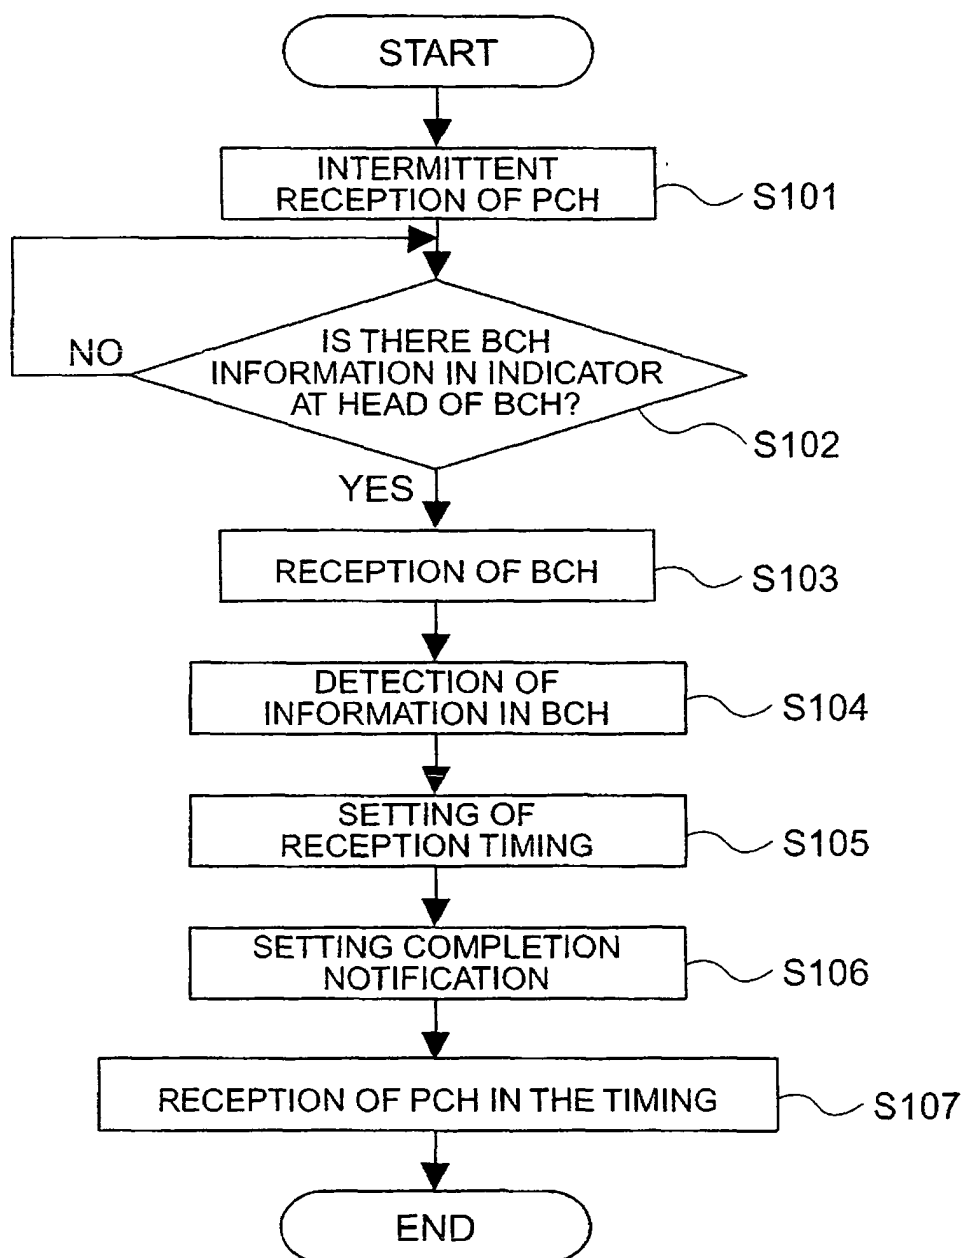 START
INTERMITTENT
RECEPTION OF PCH
S101
IS THERE BCH
INFORMATION IN INDICATOR
AT HEAD OF BCH?
NO
S102
YES
RECEPTION OF BCH
S103
DETECTION OF
INFORMATION IN BCH
S104
SETTING OF
RECEPTION TIMING
S105
SETTING COMPLETION
NOTIFICATION
S106
RECEPTION OF PCH IN THE TIMING
S107
END